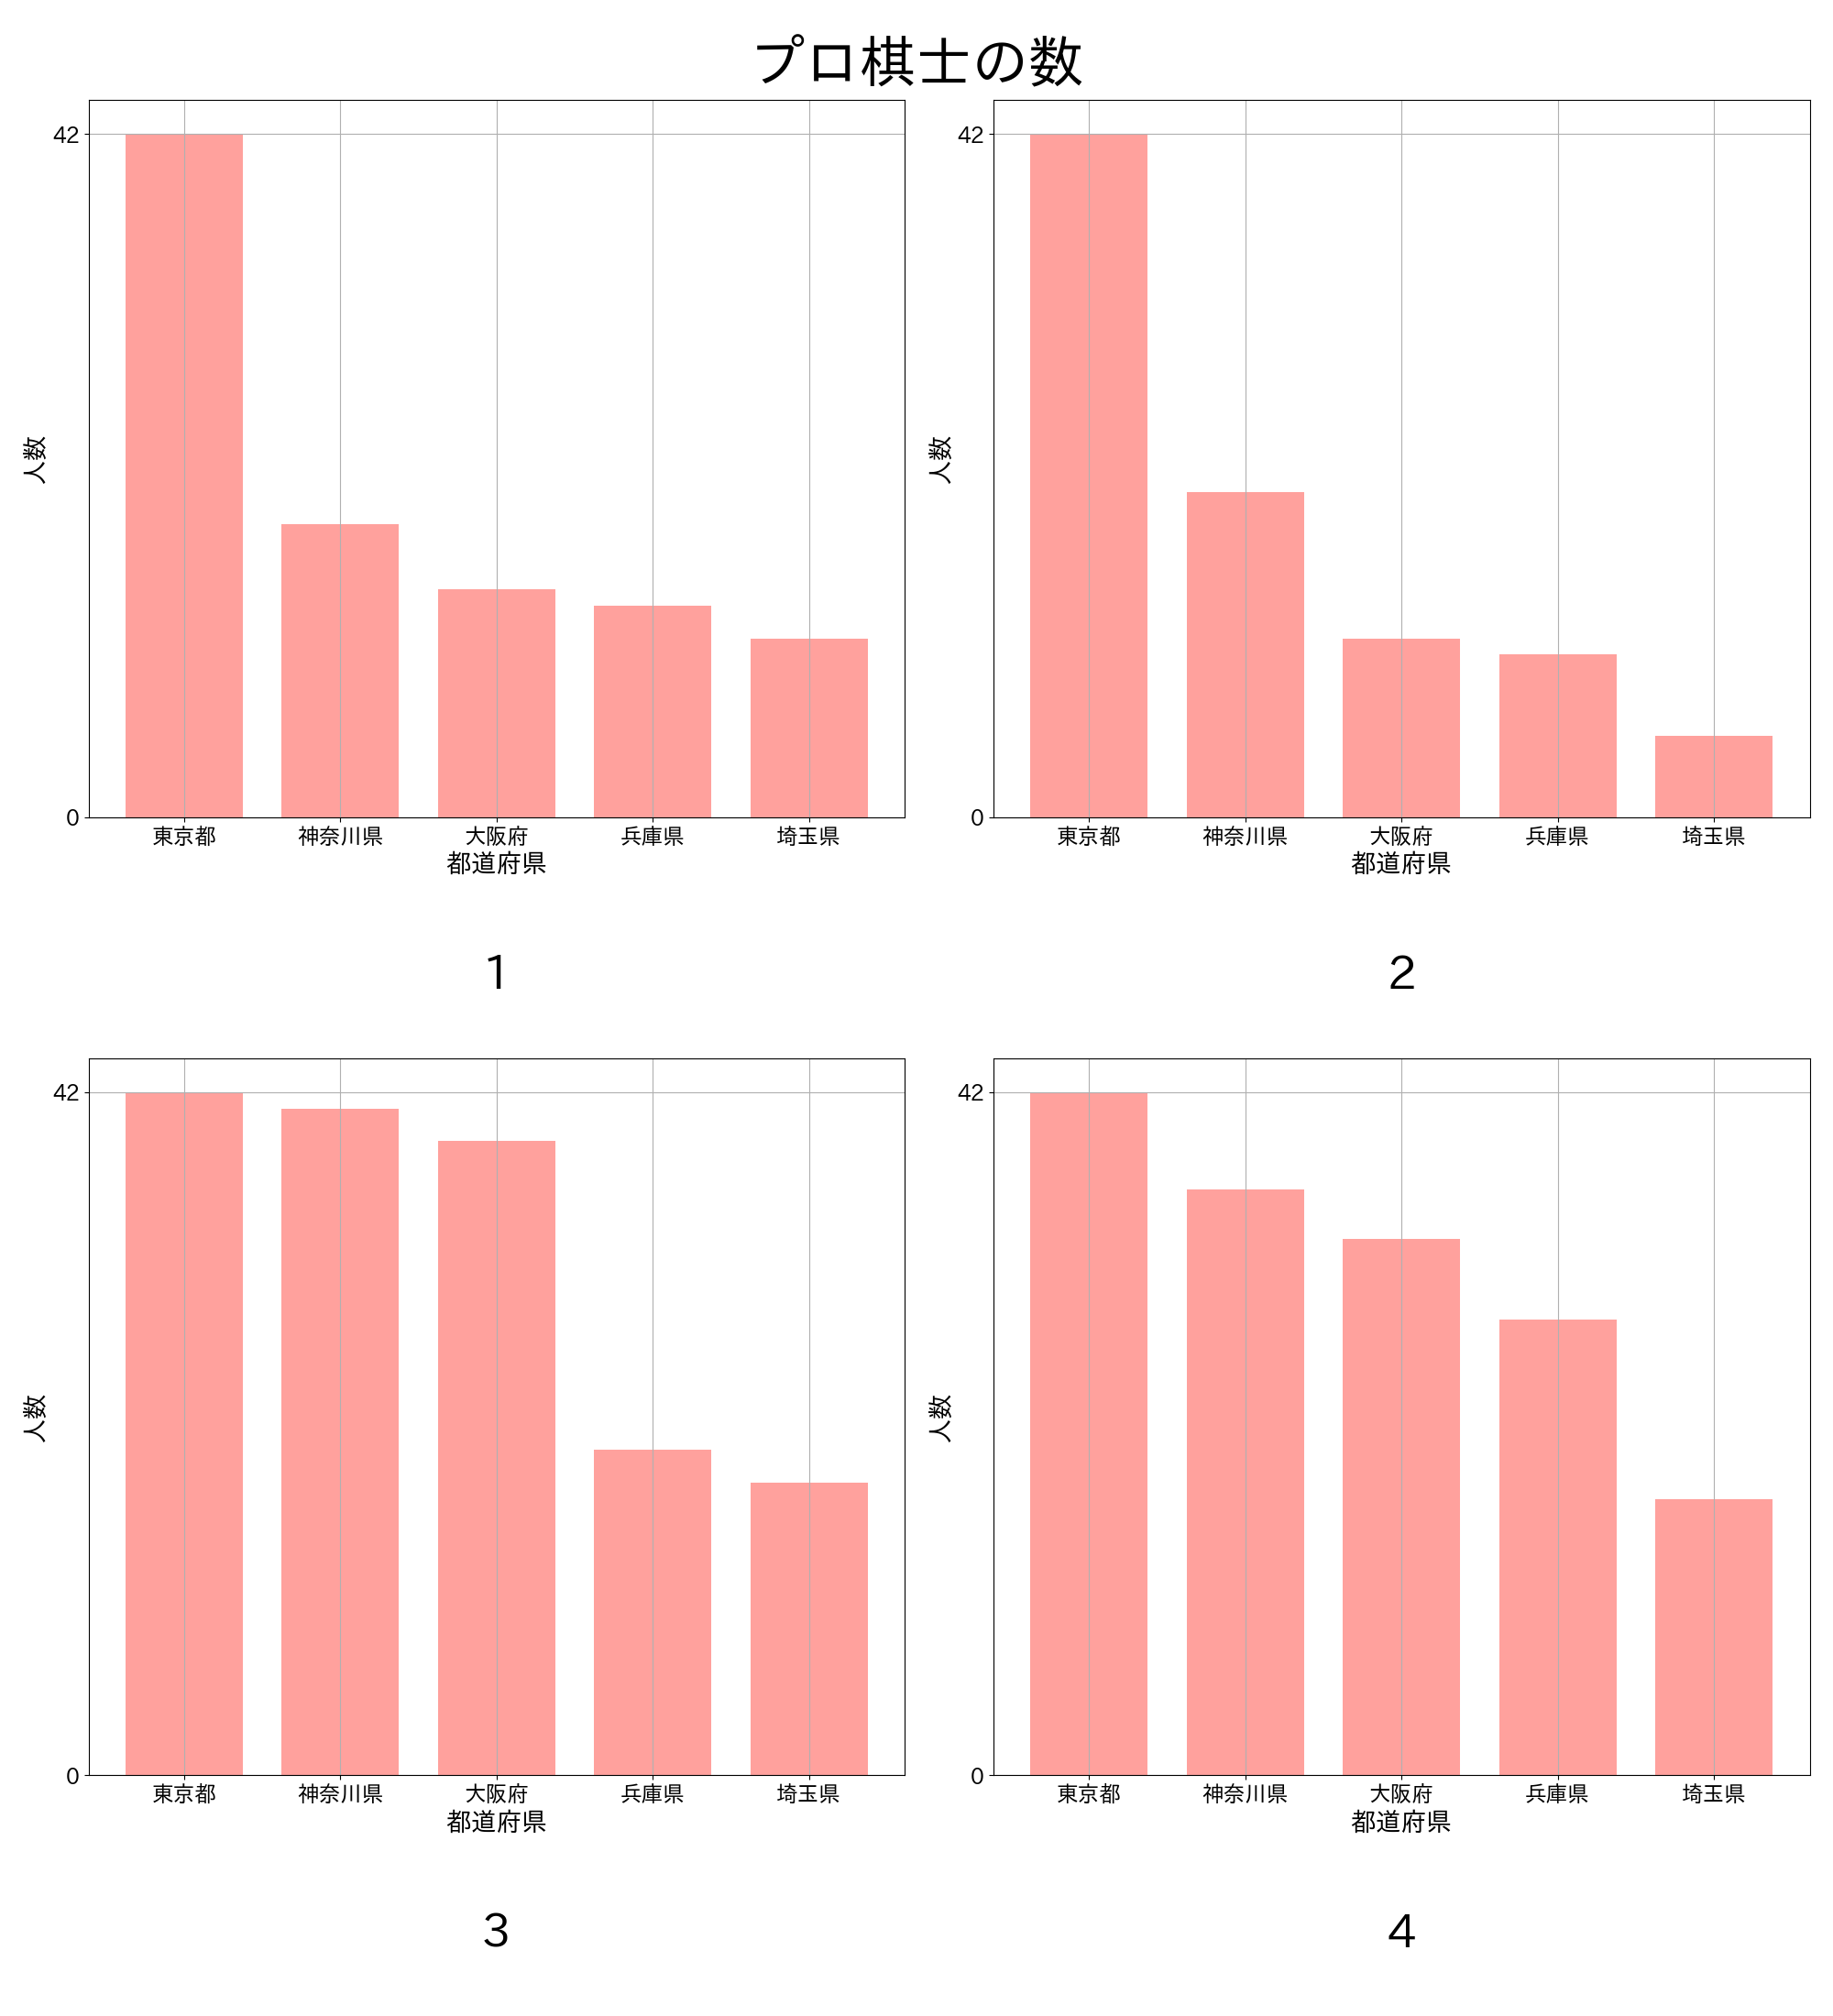 プロ棋士の数
42
0
人数
東京都 神奈川県 大阪府 兵庫県 埼玉県
都道府県
1
42
0
人数
東京都 神奈川県 大阪府 兵庫県 埼玉県
都道府県
2
42
0
人数
東京都 神奈川県 大阪府 兵庫県 埼玉県
都道府県
3
42
0
人数
東京都 神奈川県 大阪府 兵庫県 埼玉県
都道府県
4